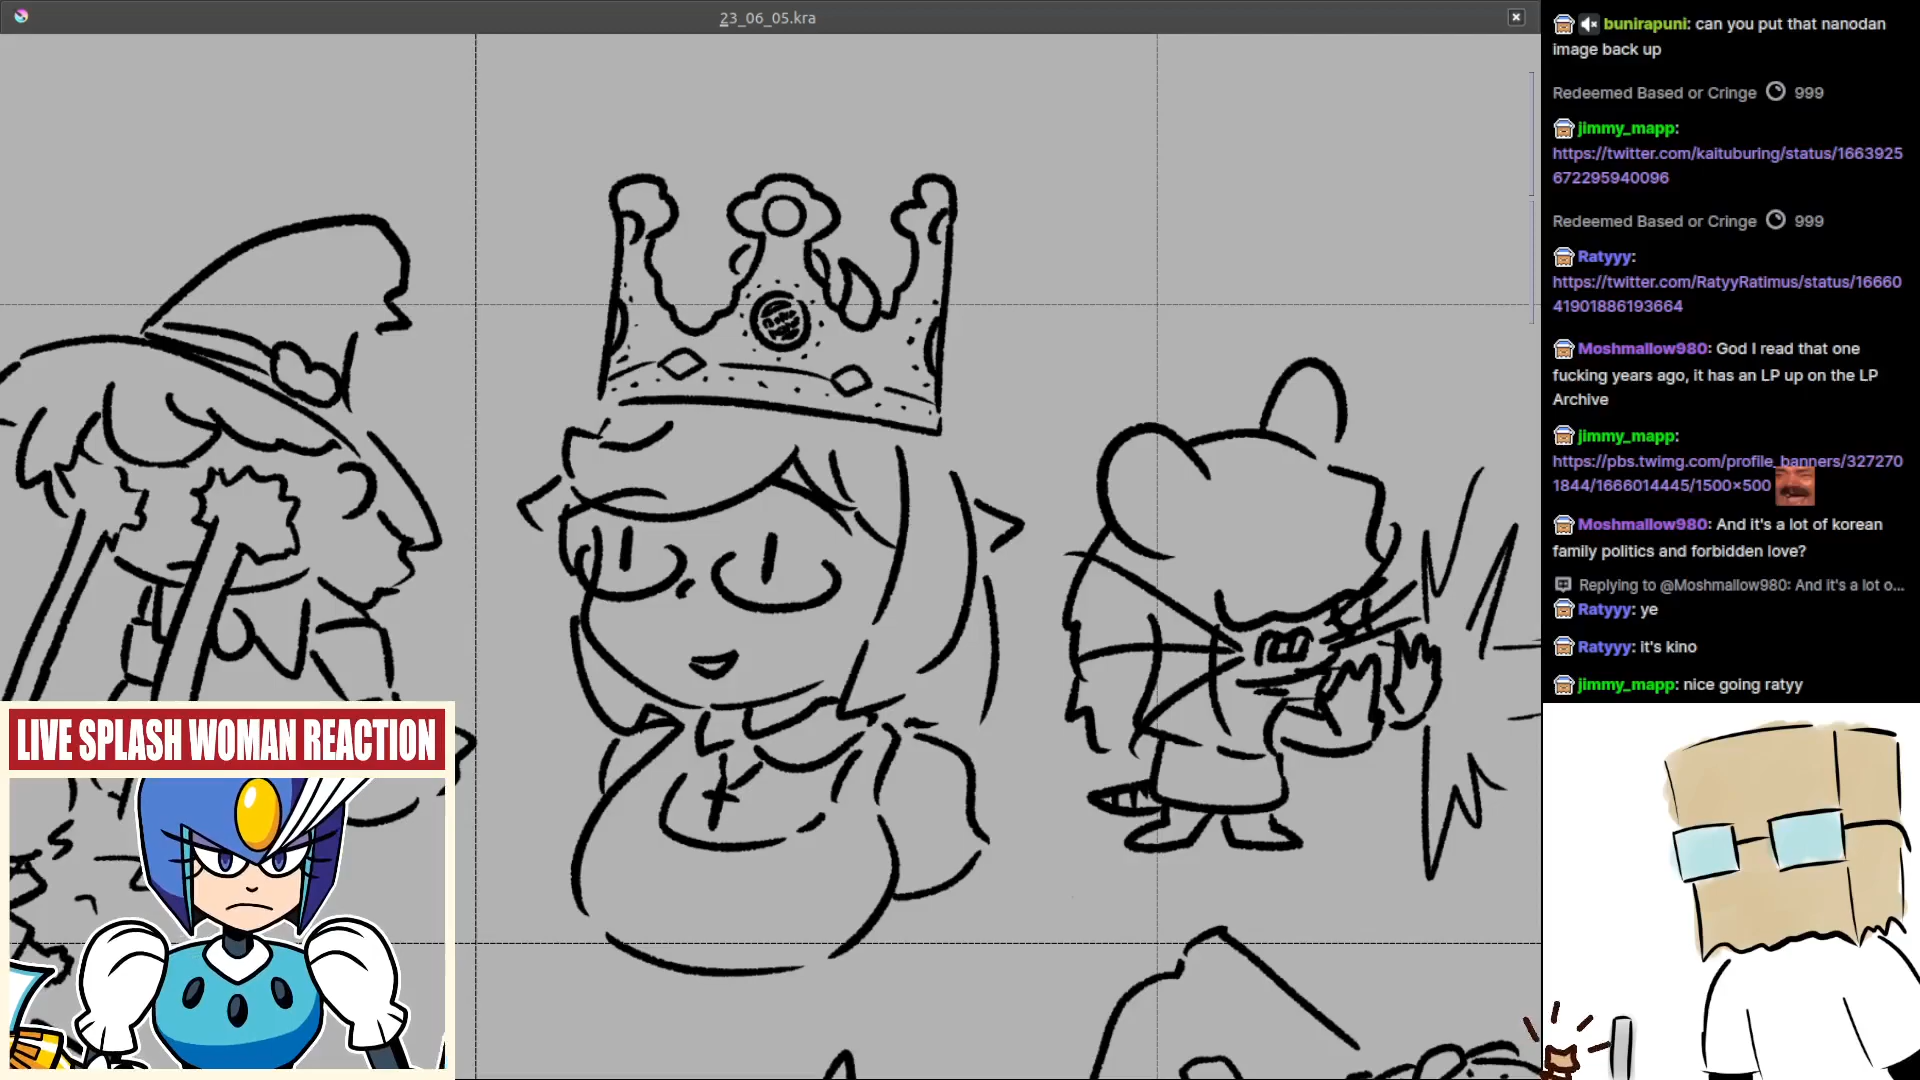 23_06_05.kra
bunirapuni: can you put that nanodan
image back up
Redeemed Based or Cringe 999
jimmy_mapp:
https://twitter.com/kaituburing/status/1663925
672295940096
Redeemed Based or Cringe 999
Ratyyy:
https://twitter.com/RatyyRatimus/status/16660
41901886193664
Moshmallow980: God I read that one
fucking years ago, it has an LP up on the LP
Archive
jimmy_mapp:
https://pbs.twimg.com/profile_banners/327270
1844/1666014445/1500×500
Moshmallow980: And it's a lot of korean
family politics and forbidden love?
Replying to @Moshmallow980: And it's a lot o...
Ratyyy: ye
Ratyyy: it's kino
jimmy_mapp: nice going ratyy
LIVE SPLASH WOMAN REACTION